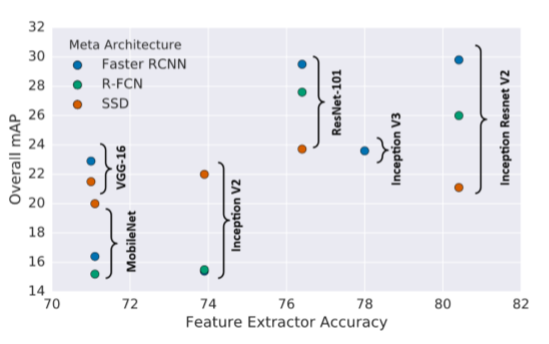 32
30
28
26
24
22
20
18
16
14
Overall mAP
Meta Architecture
Faster RCNN
R-FCN
SSD
VGG-16
MobileNet
Inception V2
ResNet-101
Inception V3
Inception Resnet V2
70 72 74 76 78 80 82
Feature Extractor Accuracy